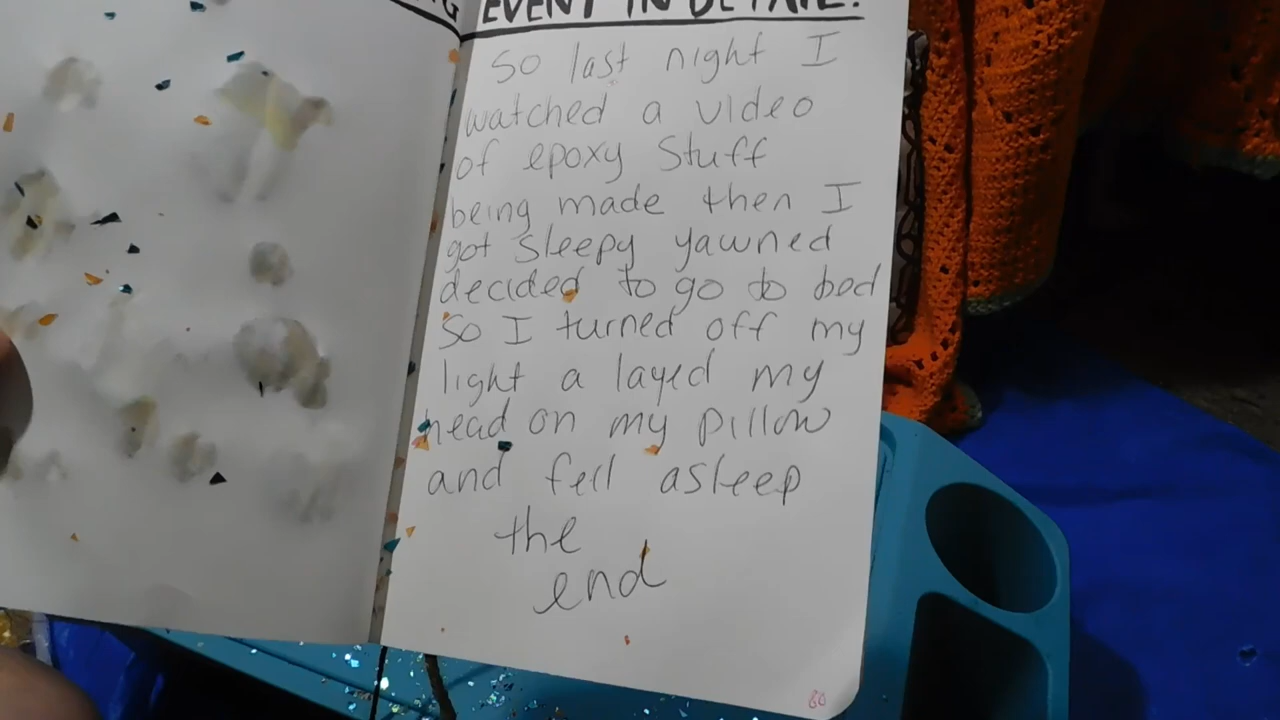 G
EVENT IN DETAIL:
So last night I
watched a video
of epoxy stuff
being made then I
got sleepy yawned
decided to go to bed
So I turned off my
light a layed my
head on my pillow
and fell asleep
the
end
60